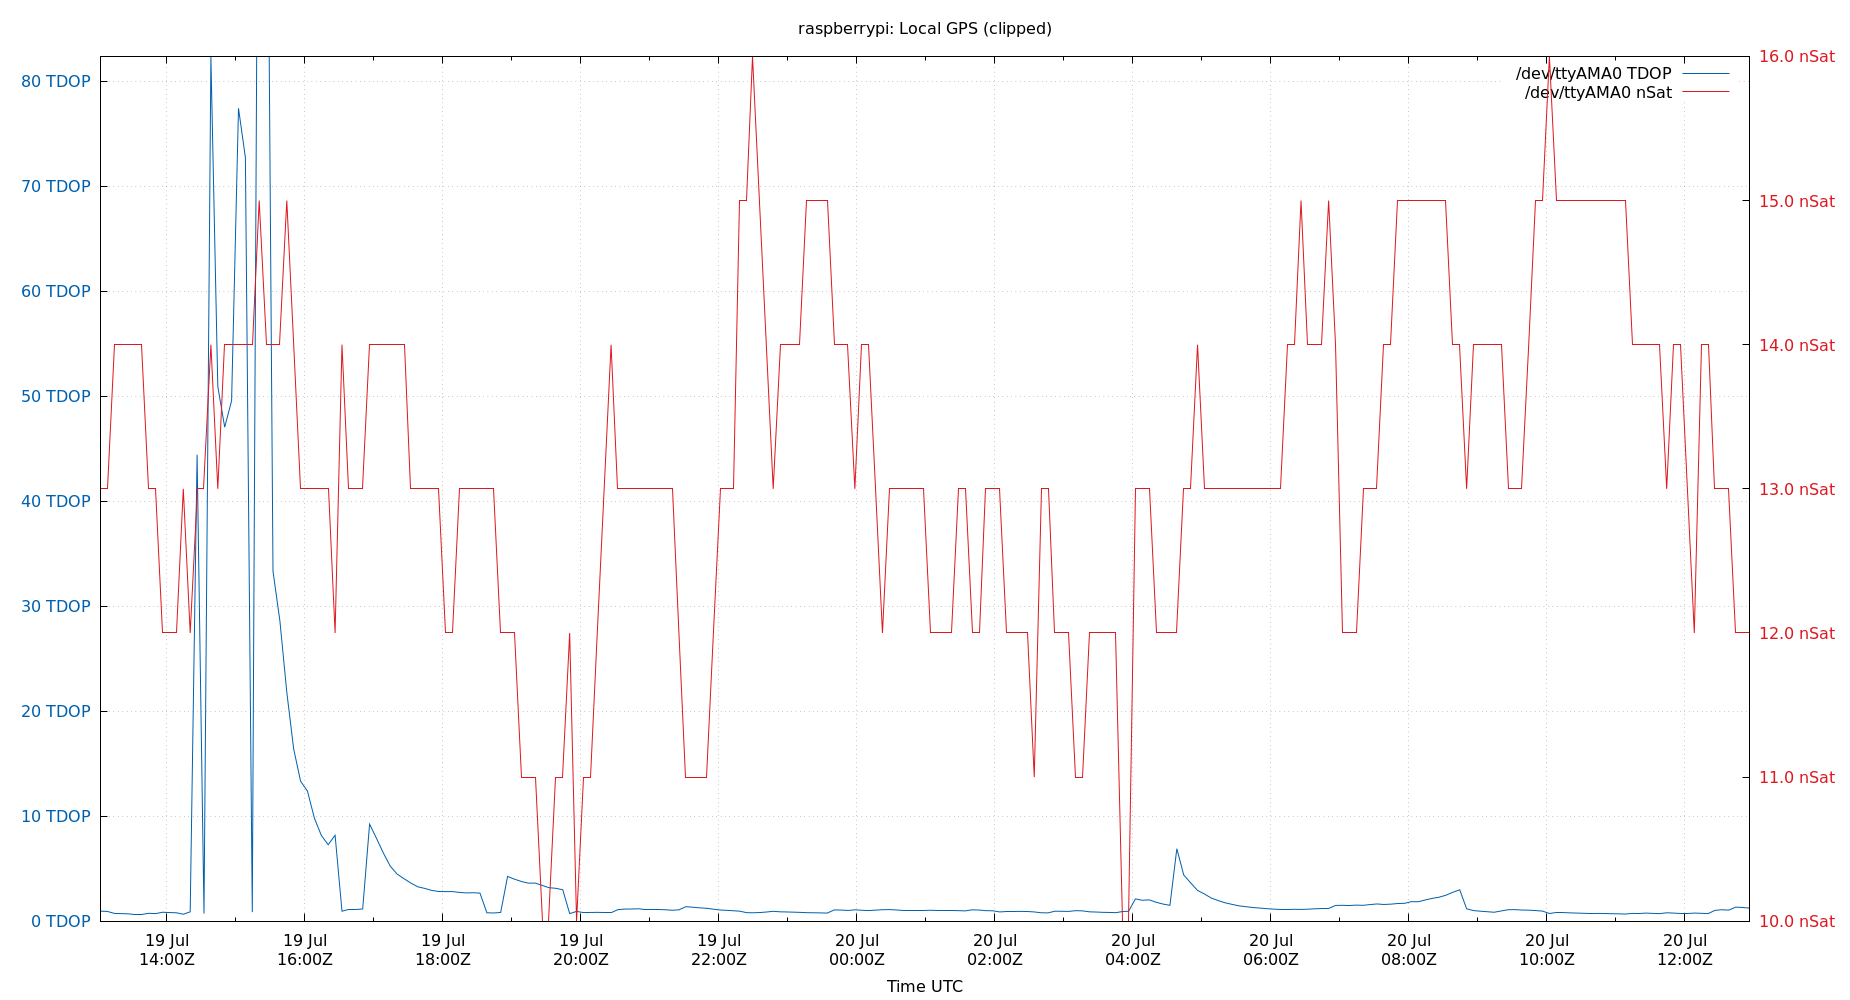 raspberrypi: Local GPS (clipped)
/dev/ttyAMA0 TDOP
/dev/ttyAMA0 nSat
80 TDOP
70 TDOP
60 TDOP
50 TDOP
40 TDOP
30 TDOP
20 TDOP
10 TDOP
0 TDOP
16.0 nSat
15.0 nSat
14.0 nSat
13.0 nSat
12.0 nSat
11.0 nSat
10.0 nSat
19 Jul
14:00Z
19 Jul
16:00Z
19 Jul
18:00Z
19 Jul
20:00Z
19 Jul
22:00Z
20 Jul
00:00Z
20 Jul
02:00Z
20 Jul
04:00Z
20 Jul
06:00Z
20 Jul
08:00Z
20 Jul
10:00Z
20 Jul
12:00Z
Time UTC